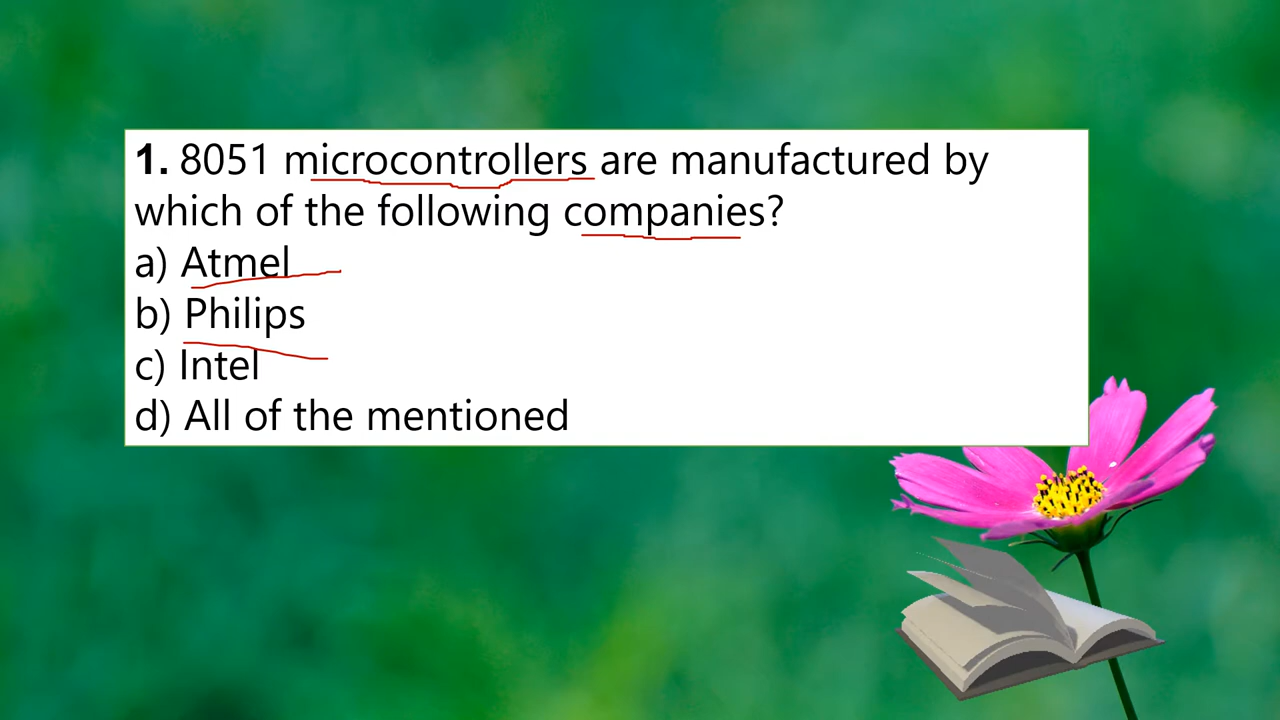 1. 8051 microcontrollers are manufactured by
which of the following companies?
a) Atmel
b) Philips
c) Intel
d) All of the mentioned